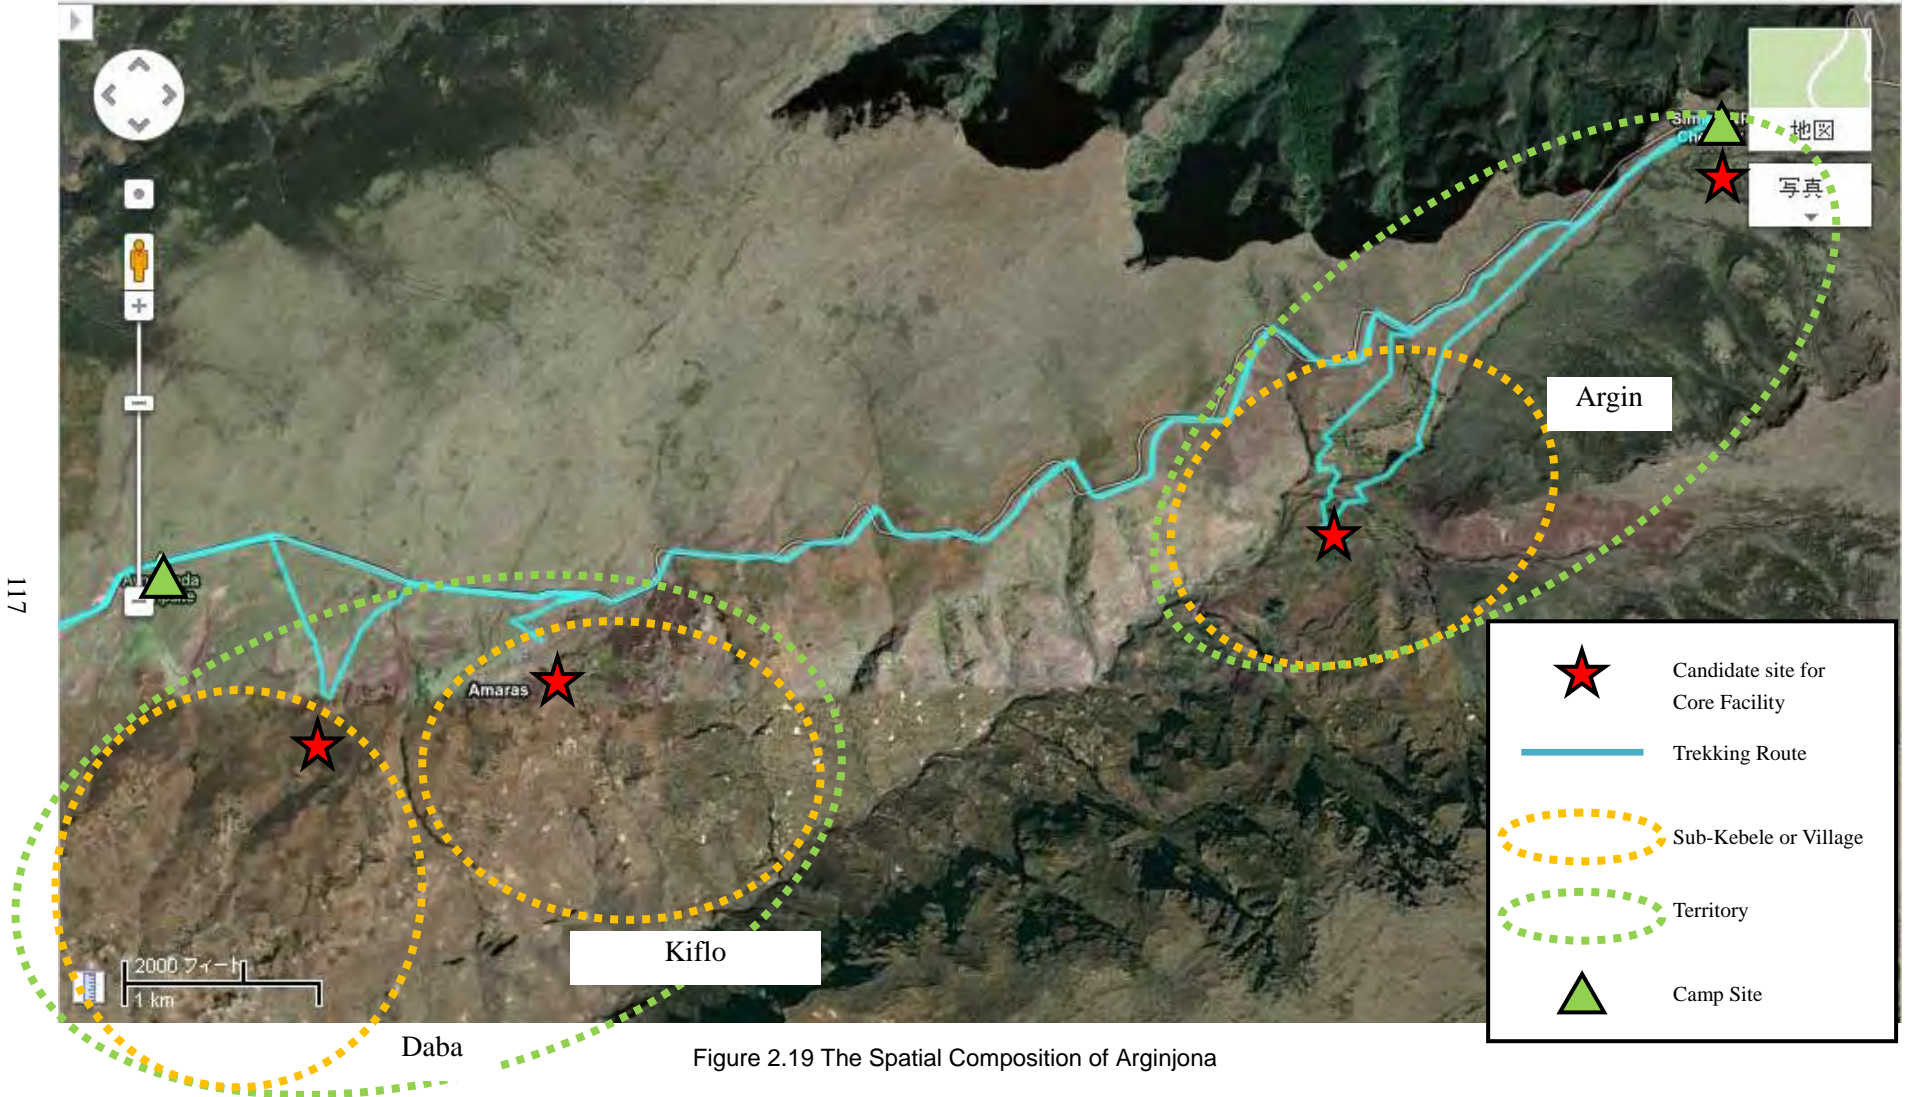 地図
写真
Argin
Amaras
Kiflo
Daba
2000 フィート
1 km
Candidate site for
Core Facility
Trekking Route
Sub-Kebele or Village
Territory
Camp Site
117
Figure 2.19 The Spatial Composition of Arginjona